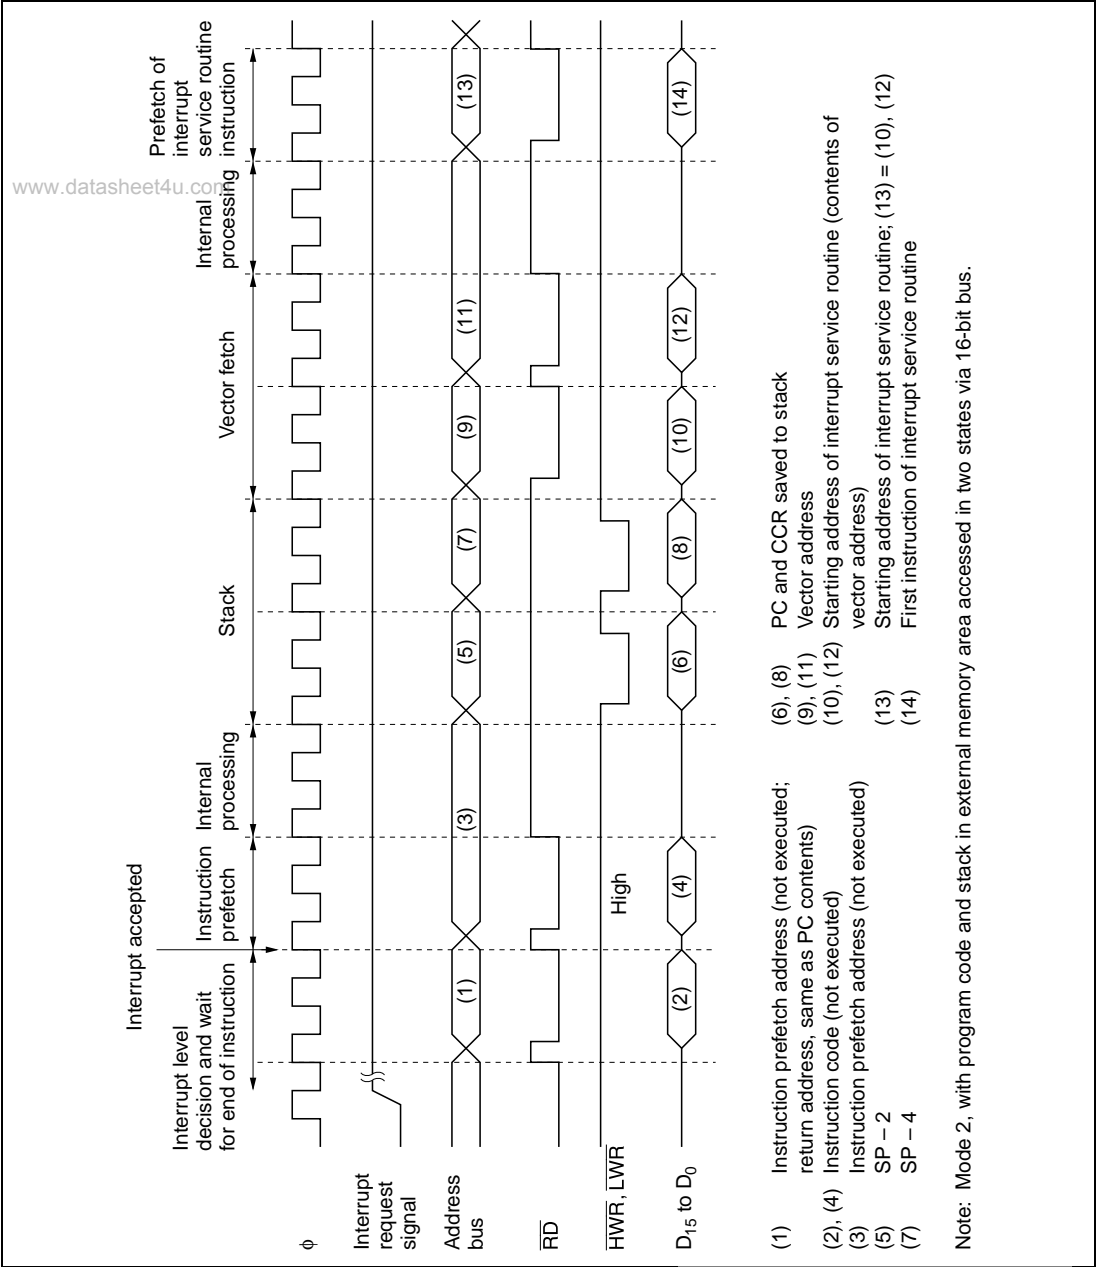 www.datasheet4u.com
Interrupt accepted
Interrupt level
decision and wait
for end of instruction
Instruction
prefetch
Internal
processing
Stack
Vector fetch
Internal
processing
Prefetch of
interrupt
service routine
instruction
φ
Interrupt
request
signal
Address
bus
(1)
(3)
(5)
(7)
(9)
(11)
(13)
RD
HWR, LWR
High
D15 to D0
(2)
(4)
(6)
(8)
(10)
(12)
(14)
(1) Instruction prefetch address (not executed;
return address, same as PC contents)
(2), (4) Instruction code (not executed)
(3) Instruction prefetch address (not executed)
(5) SP – 2
(7) SP – 4
(6), (8) PC and CCR saved to stack
(9), (11) Vector address
(10), (12) Starting address of interrupt service routine (contents of
vector address)
(13) Starting address of interrupt service routine; (13) = (10), (12)
(14) First instruction of interrupt service routine
Note: Mode 2, with program code and stack in external memory area accessed in two states via 16-bit bus.